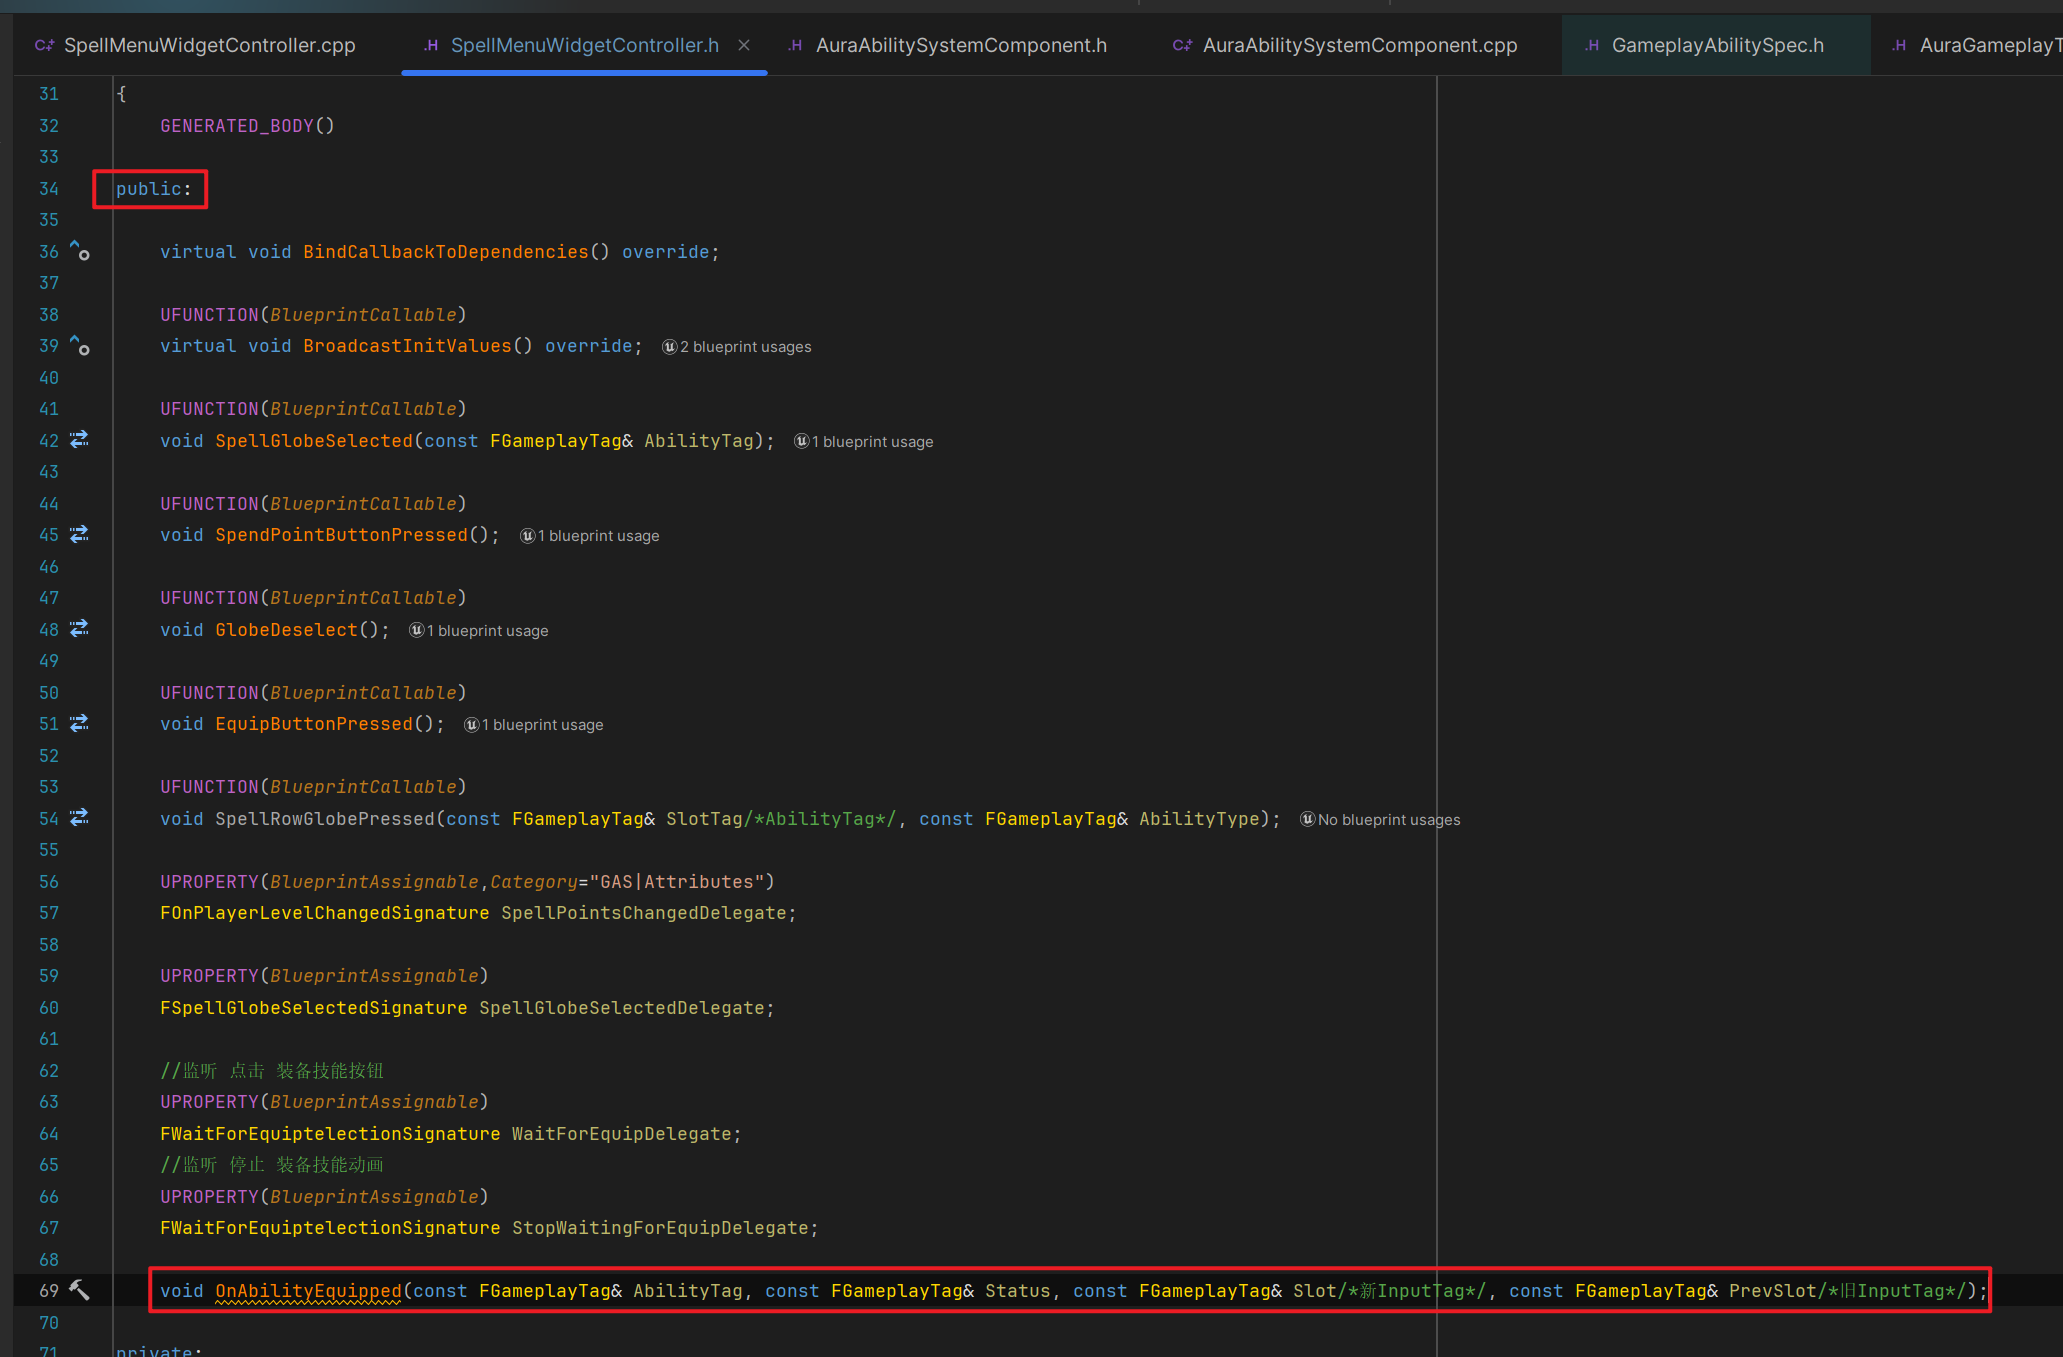 SpellMenuWidgetController.cpp SpellMenuWidgetController.h AuraAbilitySystemComponent.h AuraAbilitySystemComponent.cpp GameplayAbilitySpec.h AuraGameplayT
31 {
32 GENERATED_BODY()
33
34 public:
35
36 virtual void BindCallbackToDependencies() override;
37
38 UFUNCTION(BlueprintCallable)
39 virtual void BroadcastInitValues() override; 2 blueprint usages
40
41 UFUNCTION(BlueprintCallable)
42 void SpellGlobeSelected(const FGameplayTag& AbilityTag); 1 blueprint usage
43
44 UFUNCTION(BlueprintCallable)
45 void SpendPointButtonPressed(); 1 blueprint usage
46
47 UFUNCTION(BlueprintCallable)
48 void GlobeDeselect(); 1 blueprint usage
49
50 UFUNCTION(BlueprintCallable)
51 void EquipButtonPressed(); 1 blueprint usage
52
53 UFUNCTION(BlueprintCallable)
54 void SpellRowGlobePressed(const FGameplayTag& SlotTag/*AbilityTag*/, const FGameplayTag& AbilityType); No blueprint usages
55
56 UPROPERTY(BlueprintAssignable,Category="GAS|Attributes")
57 FOnPlayerLevelChangedSignature SpellPointsChangedDelegate;
58
59 UPROPERTY(BlueprintAssignable)
60 FSpellGlobeSelectedSignature SpellGlobeSelectedDelegate;
61
62 //监听 点击 装备技能按钮
63 UPROPERTY(BlueprintAssignable)
64 FWaitForEquiptelectionSignature WaitForEquipDelegate;
65 //监听 停止 装备技能动画
66 UPROPERTY(BlueprintAssignable)
67 FWaitForEquiptelectionSignature StopWaitingForEquipDelegate;
68
69 void OnAbilityEquipped(const FGameplayTag& AbilityTag, const FGameplayTag& Status, const FGameplayTag& Slot/*新InputTag*/, const FGameplayTag& PrevSlot/*旧InputTag*/);
70
71 private: